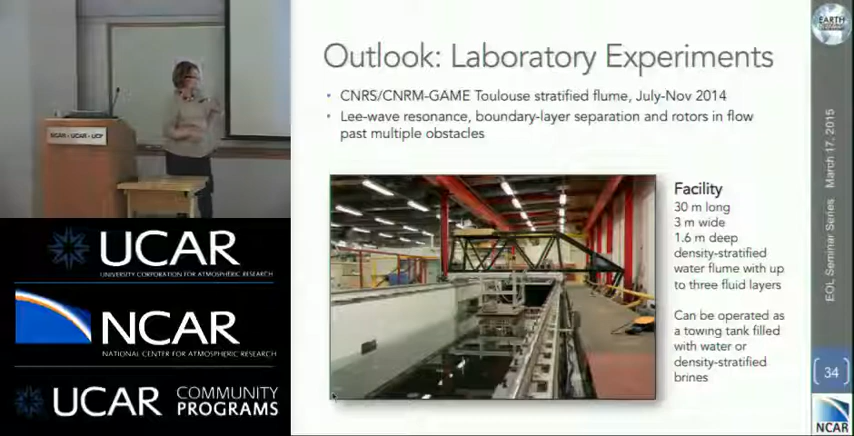 Outlook: Laboratory Experiments
• CNRS/CNRM-GAME Toulouse stratified flume, July-Nov 2014
• Lee-wave resonance, boundary-layer separation and rotors in flow
past multiple obstacles
Facility
30 m long
3 m wide
1.6 m deep
density-stratified
water flume with up
to three fluid layers
Can be operated as
a towing tank filled
with water or
density-stratified
brines
EOL Seminar Series March 17, 2015
34
NCAR
EARTH
NCAR • UCAR • UCP
UCAR
UNIVERSITY CORPORATION FOR ATMOSPHERIC RESEARCH
NCAR
NATIONAL CENTER FOR ATMOSPHERIC RESEARCH
UCAR COMMUNITY
PROGRAMS